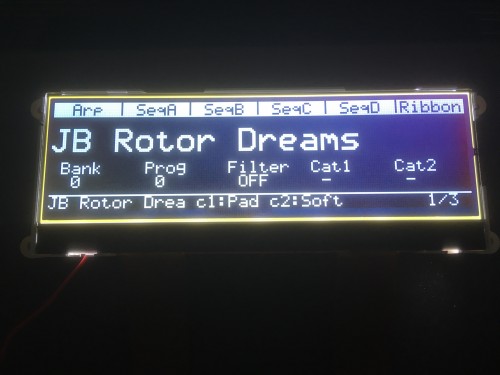 Arp SeqA SeqB SeqC SeqD Ribbon
JB Rotor Dreams
Bank Prog Filter Cat1 Cat2
0 0 OFF - -
JB Rotor Drea c1:Pad c2:Soft 1/3